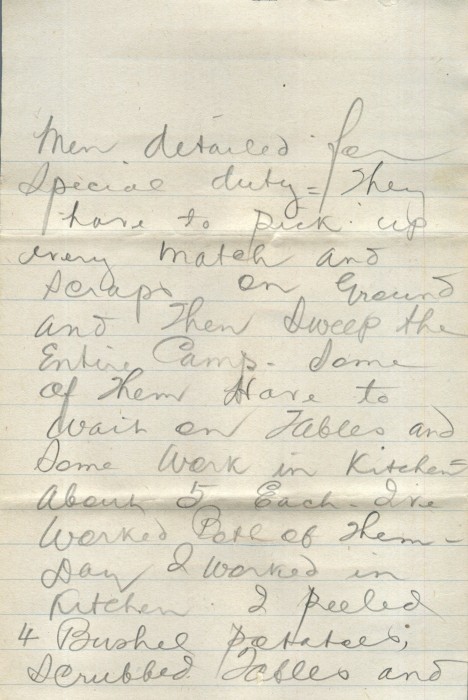 Men detailed for
Special duty = They
have to pick up
every match and
scraps on Ground
and Then Sweep the
Entire Camp - Some
of Them Have to
wait on Tables and
Some Work in Kitchen =
About 5 Each - I've
Worked Both of Them -
Day I worked in
Kitchen I peeled
4 Bushel potatoes;
Scrubbed Tables and